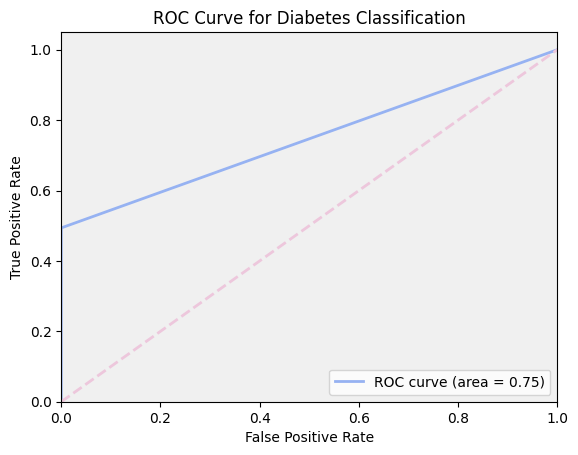 ROC Curve for Diabetes Classification
True Positive Rate
1.0
0.8
0.6
0.4
0.2
0.0
ROC curve (area = 0.75)
0.0 0.2 0.4 0.6 0.8 1.0
False Positive Rate